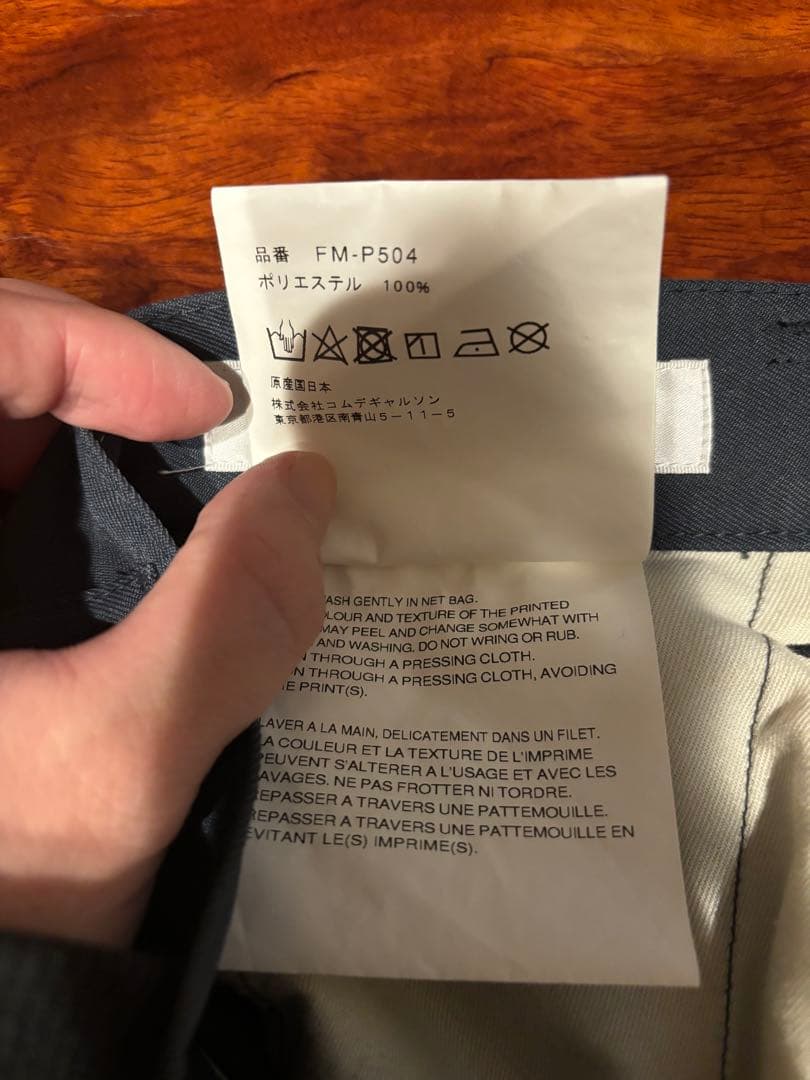 品番 FM-P504
ポリエステル 100%
原産国日本
株式会社コムデギャルソン
東京都港区南青山5-11-5
ASH GENTLY IN NET BAG.
LOUR AND TEXTURE OF THE PRINTED
MAY PEEL AND CHANGE SOMEWHAT WITH
AND WASHING. DO NOT WRING OR RUB.
N THROUGH A PRESSING CLOTH.
N THROUGH A PRESSING CLOTH, AVOIDING
E PRINT(S).
LAVER A LA MAIN, DELICATEMENT DANS UN FILET.
A COULEUR ET LA TEXTURE DE L'IMPRIME
PEUVENT S'ALTERER A L'USAGE ET AVEC LES
AVAGES. NE PAS FROTTER NI TORDRE.
REPASSER A TRAVERS UNE PATTEMOUILLE.
REPASSER A TRAVERS UNE PATTEMOUILLE EN
EVITANT LE(S) IMPRIME(S).